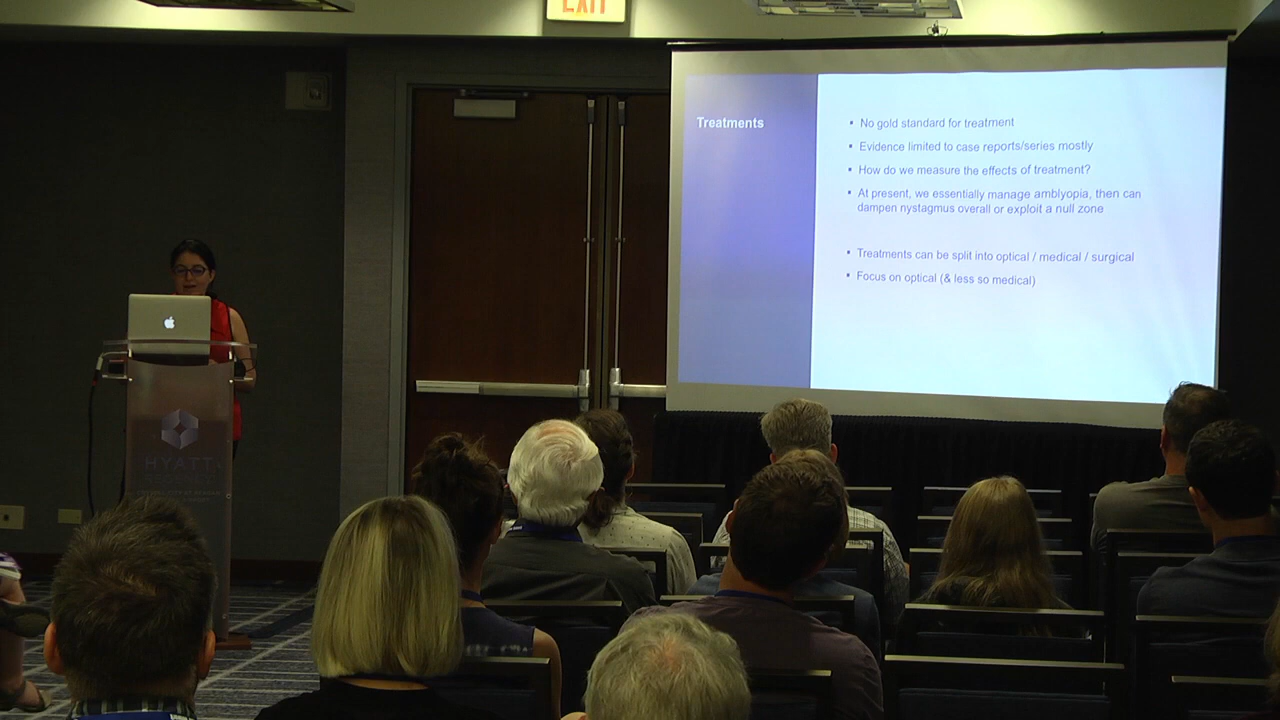 EXIT
Treatments
▪ No gold standard for treatment
▪ Evidence limited to case reports/series mostly
▪ How do we measure the effects of treatment?
▪ At present, we essentially manage amblyopia, then can
dampen nystagmus overall or exploit a null zone
▪ Treatments can be split into optical / medical / surgical
▪ Focus on optical (& less so medical)
HYATT